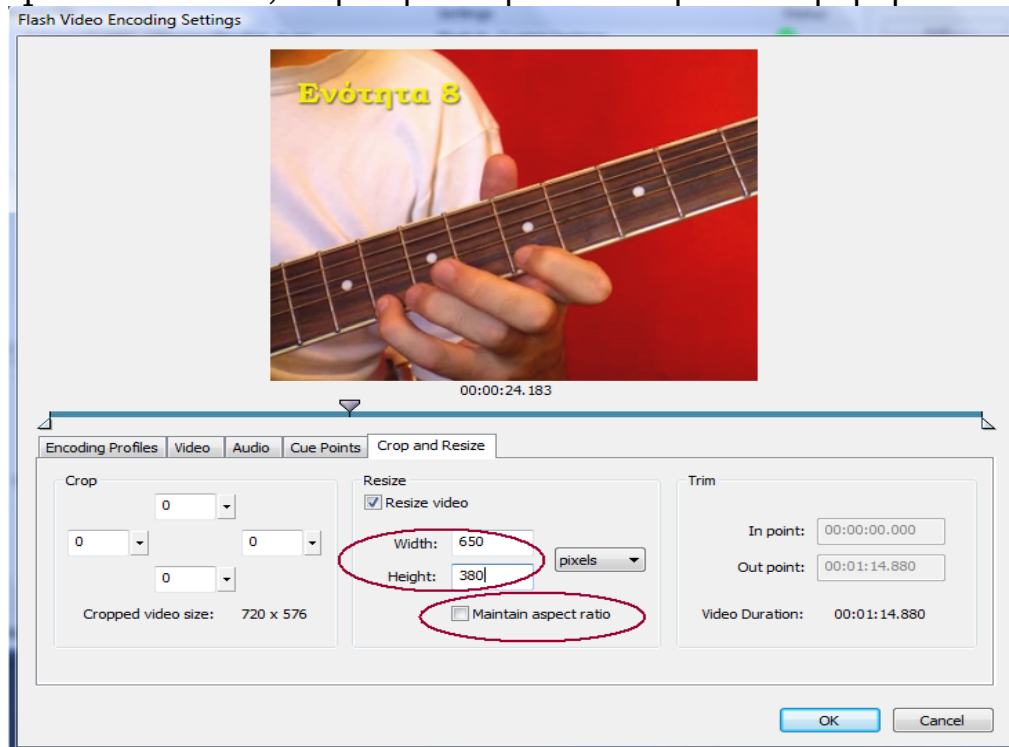 Flash Video Encoding Settings
Ενότητα 8
00:00:24.183
Encoding Profiles Video Audio Cue Points Crop and Resize
Crop
0
0 0
0
Cropped video size: 720 x 576
Resize
Resize video
Width: 650
Height: 380
pixels
Maintain aspect ratio
Trim
In point: 00:00:00.000
Out point: 00:01:14.880
Video Duration: 00:01:14.880
OK Cancel